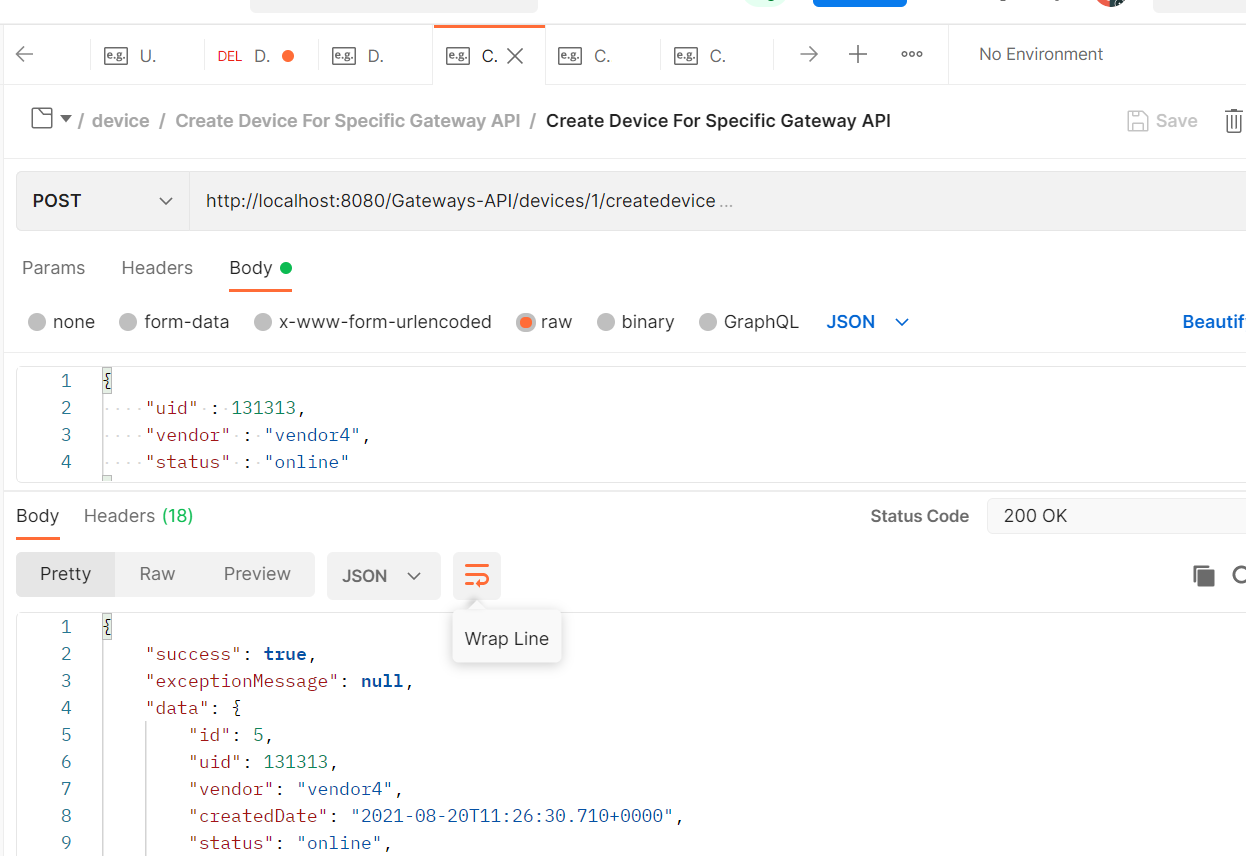 e.g. U. DEL D. e.g. D. e.g. C. e.g. C. e.g. C. No Environment
/ device / Create Device For Specific Gateway API / Create Device For Specific Gateway API Save
POST http://localhost:8080/Gateways-API/devices/1/createdevice ...
Params Headers Body
none form-data x-www-form-urlencoded raw binary GraphQL JSON Beautif
1 {
2 "uid" : 131313,
3 "vendor" : "vendor4",
4 "status" : "online"
Body Headers (18) Status Code 200 OK
Pretty Raw Preview JSON
Wrap Line
1 {
2 "success": true,
3 "exceptionMessage": null,
4 "data": {
5 "id": 5,
6 "uid": 131313,
7 "vendor": "vendor4",
8 "createdDate": "2021-08-20T11:26:30.710+0000",
9 "status": "online",